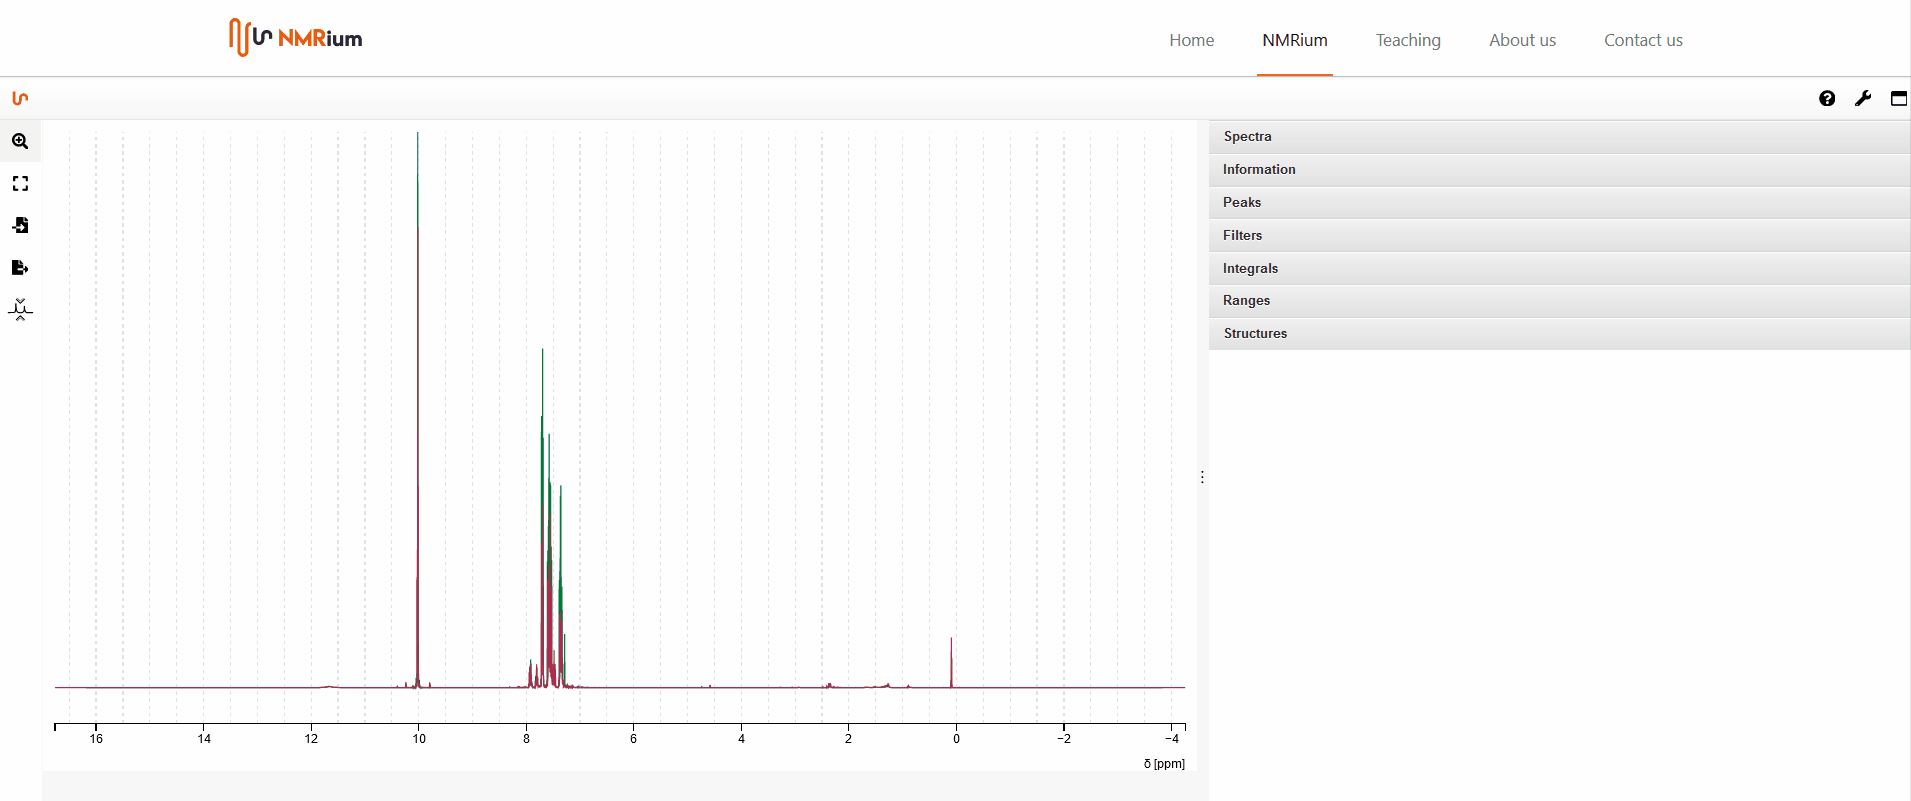 NMRium
Home NMRium Teaching About us Contact us
Spectra
Information
Peaks
Filters
Integrals
Ranges
Structures
16 14 12 10 8 6 4 2 0 −2 −4
δ [ppm]